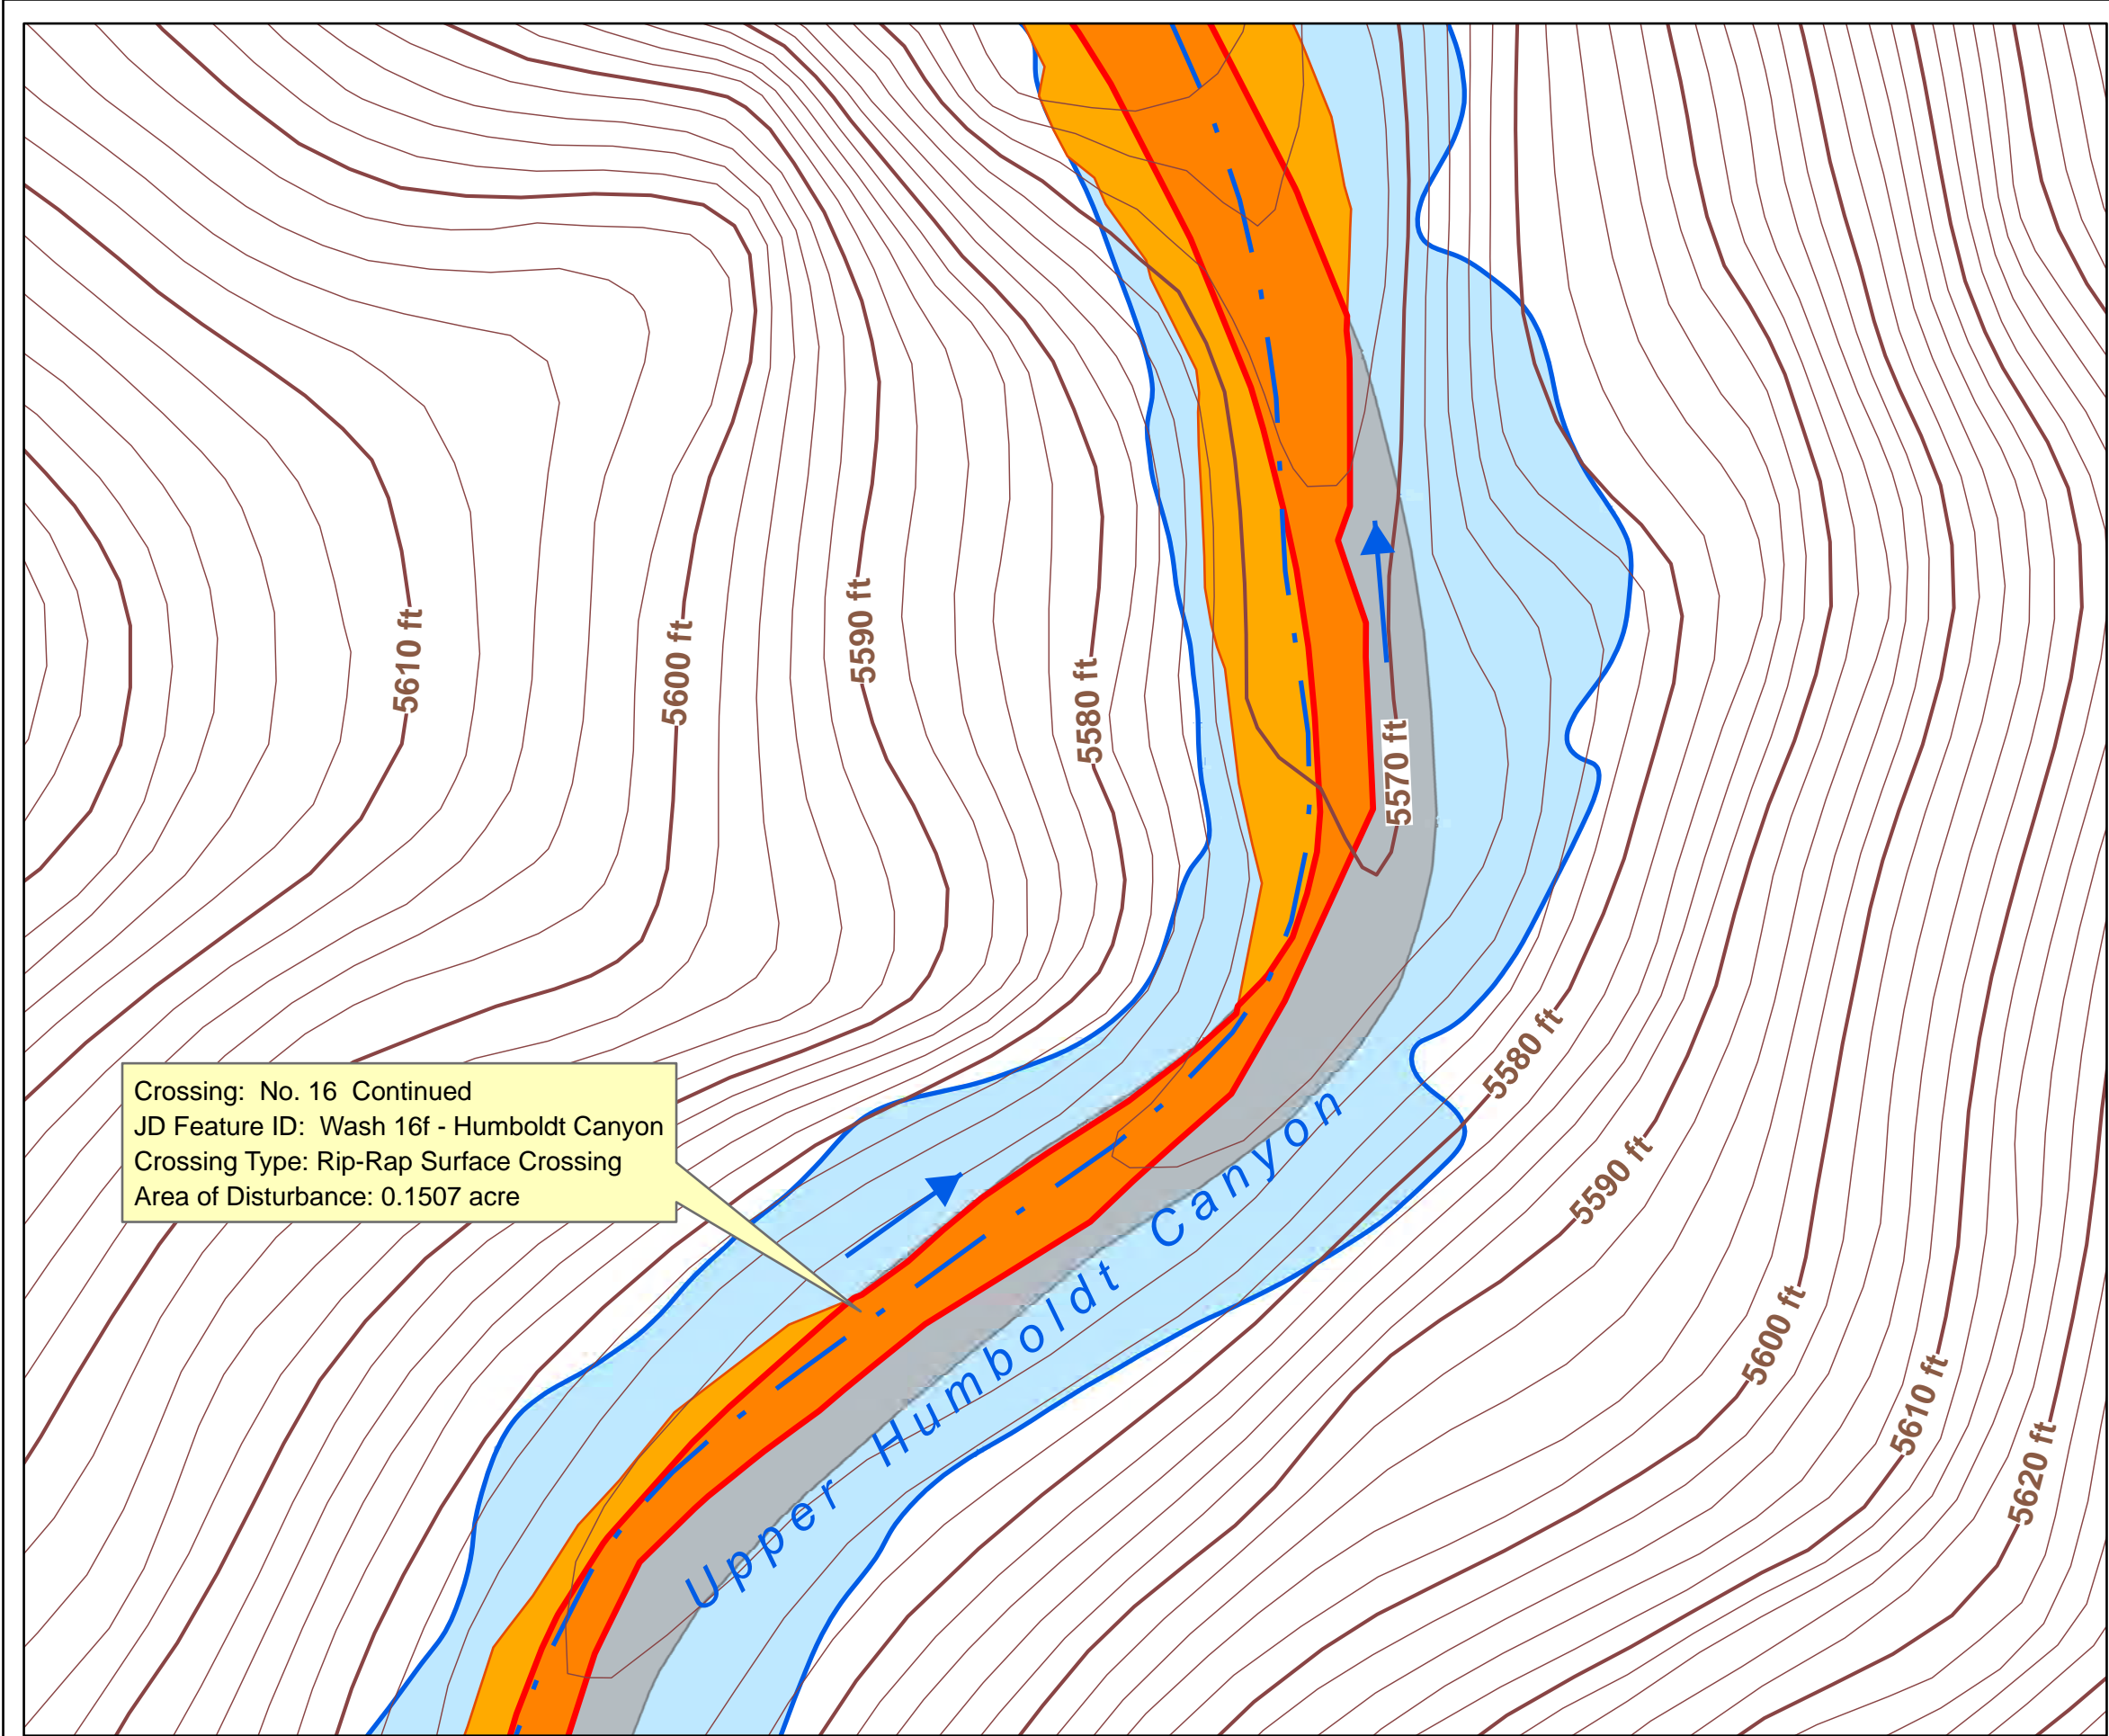 5610 ft
5600 ft
5590 ft
5580 ft
5570 ft
Crossing:  No. 16  Continued
JD Feature ID:  Wash 16f - Humboldt Canyon
Crossing Type: Rip-Rap Surface Crossing
Area of Disturbance: 0.1507 acre
Upper Humboldt Canyon
5580 ft
5590 ft
5600 ft
5610 ft
5620 ft